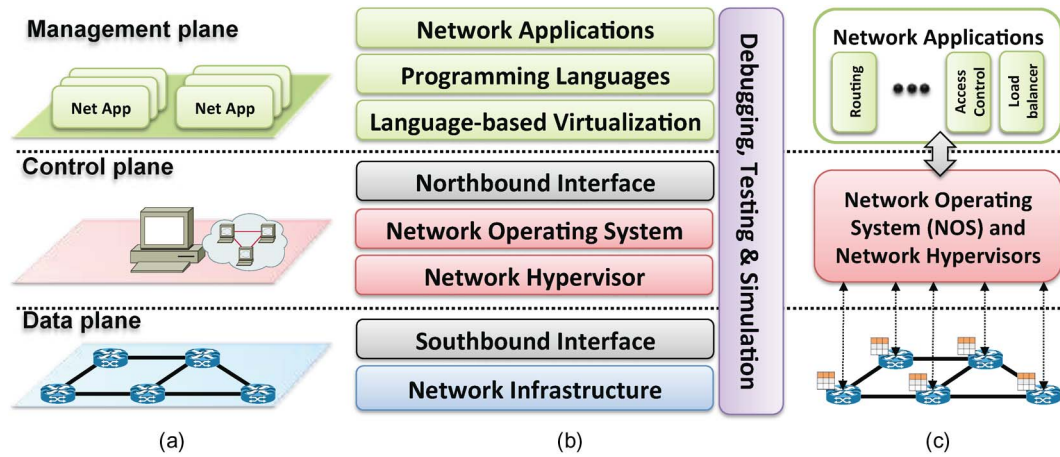 Management plane
Net App
Net App
Control plane
Data plane
(a)
Network Applications
Programming Languages
Language-based Virtualization
Northbound Interface
Network Operating System
Network Hypervisor
Southbound Interface
Network Infrastructure
Debugging, Testing & Simulation
(b)
Network Applications
Routing
Access
Control
Load
balancer
Network Operating
System (NOS) and
Network Hypervisors
(c)